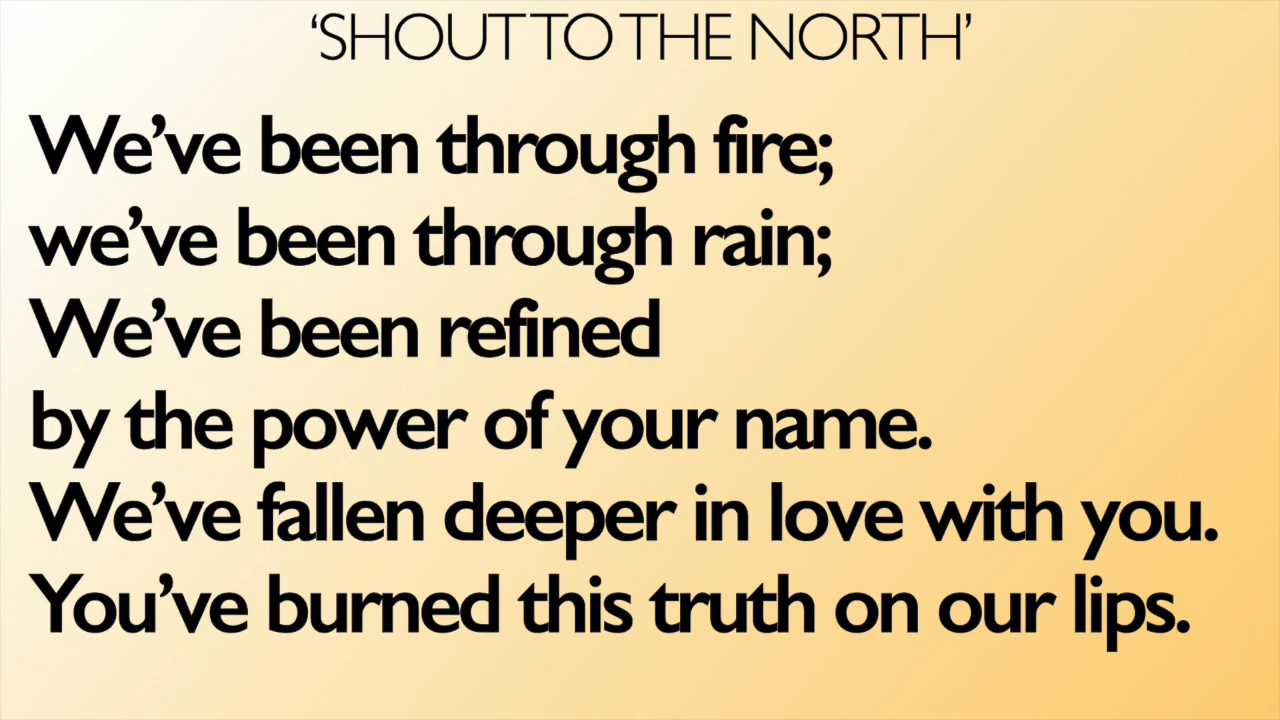 ‘SHOUT TO THE NORTH’
We’ve been through fire;
we’ve been through rain;
We’ve been refined
by the power of your name.
We’ve fallen deeper in love with you.
You’ve burned this truth on our lips.